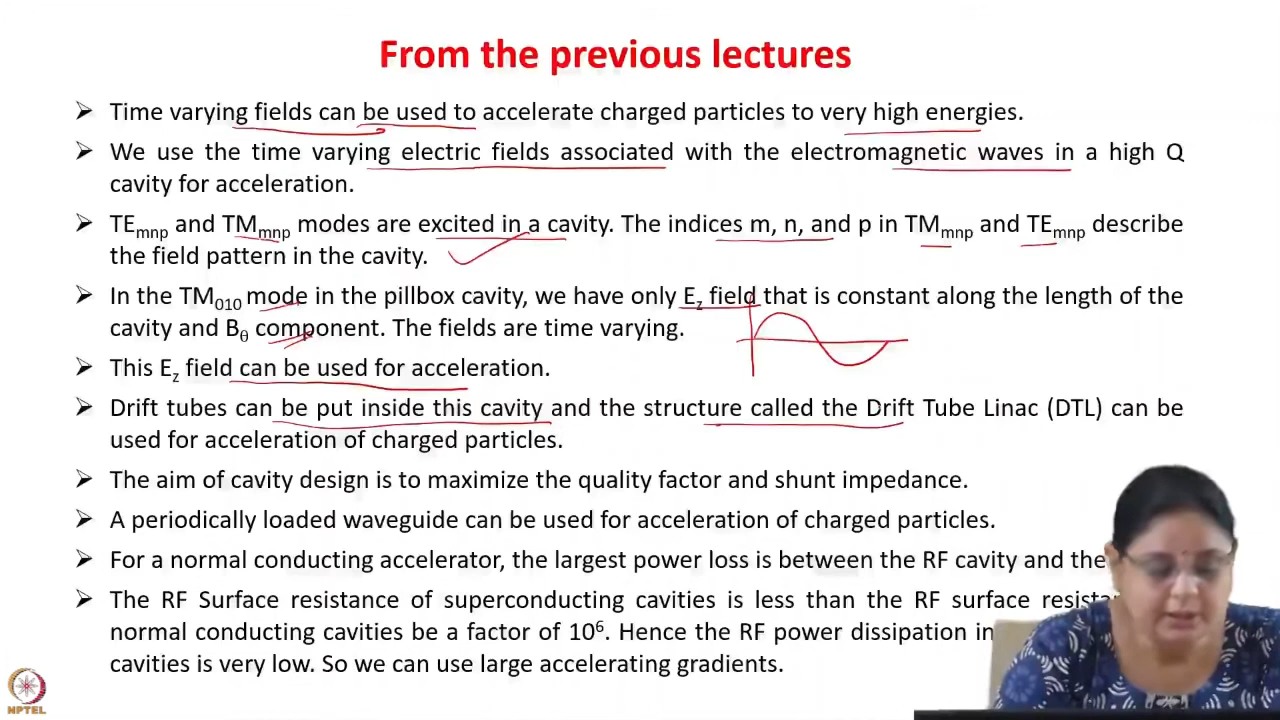 From the previous lectures
➢ Time varying fields can be used to accelerate charged particles to very high energies.
➢ We use the time varying electric fields associated with the electromagnetic waves in a high Q
cavity for acceleration.
➢ TEmnp and TMmnp modes are excited in a cavity. The indices m, n, and p in TMmnp and TEmnp describe
the field pattern in the cavity.
➢ In the TM010 mode in the pillbox cavity, we have only Ez field that is constant along the length of the
cavity and Bθ component. The fields are time varying.
➢ This Ez field can be used for acceleration.
➢ Drift tubes can be put inside this cavity and the structure called the Drift Tube Linac (DTL) can be
used for acceleration of charged particles.
➢ The aim of cavity design is to maximize the quality factor and shunt impedance.
➢ A periodically loaded waveguide can be used for acceleration of charged particles.
➢ For a normal conducting accelerator, the largest power loss is between the RF cavity and the
➢ The RF Surface resistance of superconducting cavities is less than the RF surface
normal conducting cavities be a factor of 10⁶. Hence the RF power dissipation in
cavities is very low. So we can use large accelerating gradients.
NPTEL